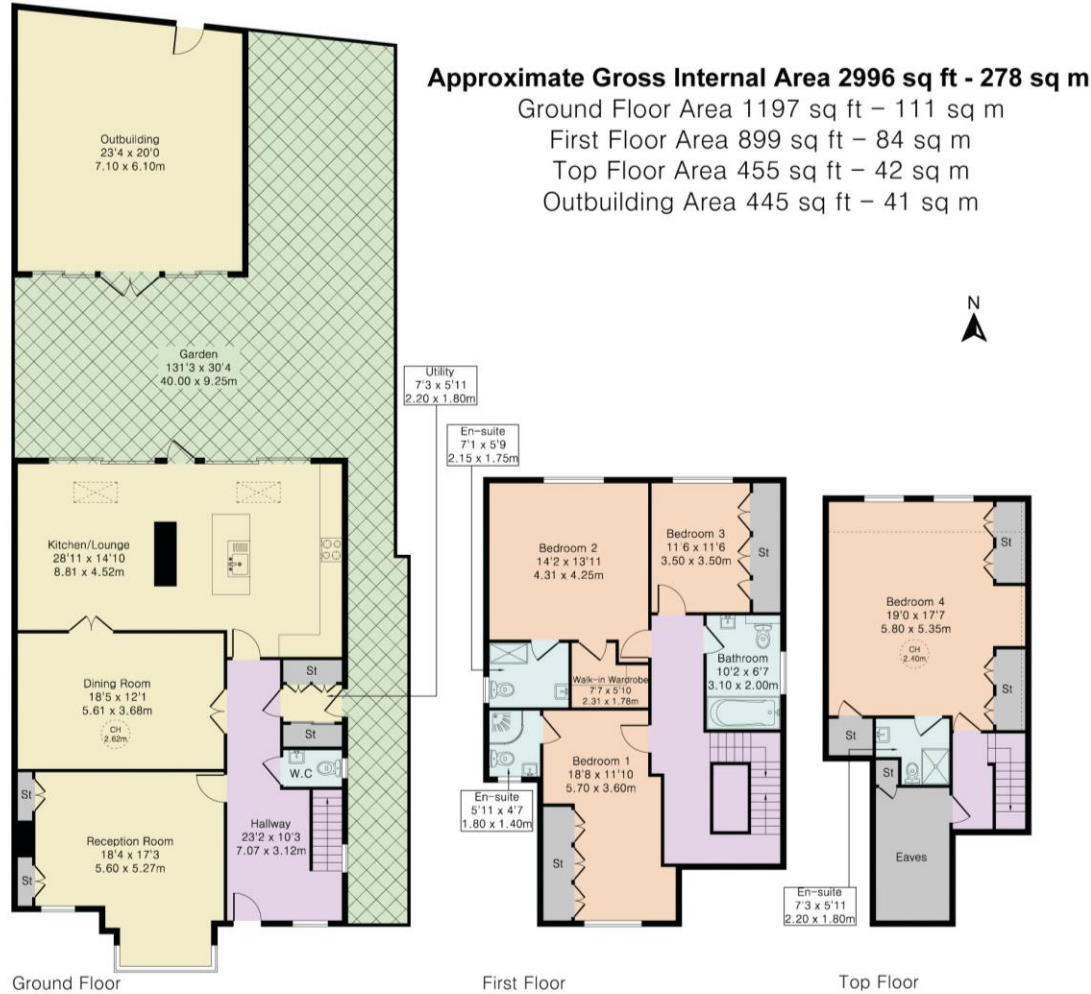 Approximate Gross Internal Area 2996 sq ft - 278 sq m
Ground Floor Area 1197 sq ft – 111 sq m
First Floor Area 899 sq ft – 84 sq m
Top Floor Area 455 sq ft – 42 sq m
Outbuilding Area 445 sq ft – 41 sq m
N
Outbuilding
23'4 x 20'0
7.10 x 6.10m
Garden
131'3 x 30'4
40.00 x 9.25m
Utility
7'3 x 5'11
2.20 x 1.80m
Kitchen/Lounge
28'11 x 14'10
8.81 x 4.52m
Dining Room
18'5 x 12'1
5.61 x 3.68m
CH
2.62m
St
St
W.C
St
St
Reception Room
18'4 x 17'3
5.60 x 5.27m
Hallway
23'2 x 10'3
7.07 x 3.12m
Ground Floor
En-suite
7'1 x 5'9
2.15 x 1.75m
Bedroom 2
14'2 x 13'11
4.31 x 4.25m
Bedroom 3
11'6 x 11'6
3.50 x 3.50m
St
Walk-in Wardrobe
7'7 x 5'10
2.31 x 1.78m
Bathroom
10'2 x 6'7
3.10 x 2.00m
En-suite
5'11 x 4'7
1.80 x 1.40m
Bedroom 1
18'8 x 11'10
5.70 x 3.60m
St
First Floor
Bedroom 4
19'0 x 17'7
5.80 x 5.35m
CH
2.40m
St
St
St
St
Eaves
En-suite
7'3 x 5'11
2.20 x 1.80m
Top Floor